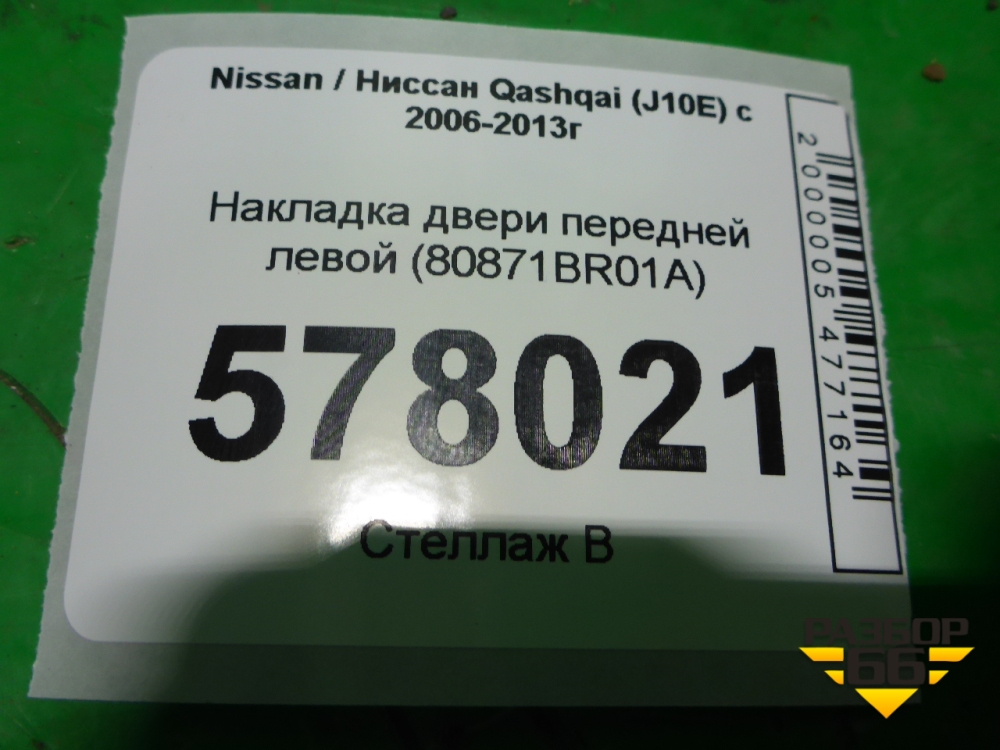 Nissan / Ниссан Qashqai (J10E) с
2006-2013г
Накладка двери передней
левой (80871BR01A)
578021
Стеллаж В
2000005477164
РАЗБОР
66